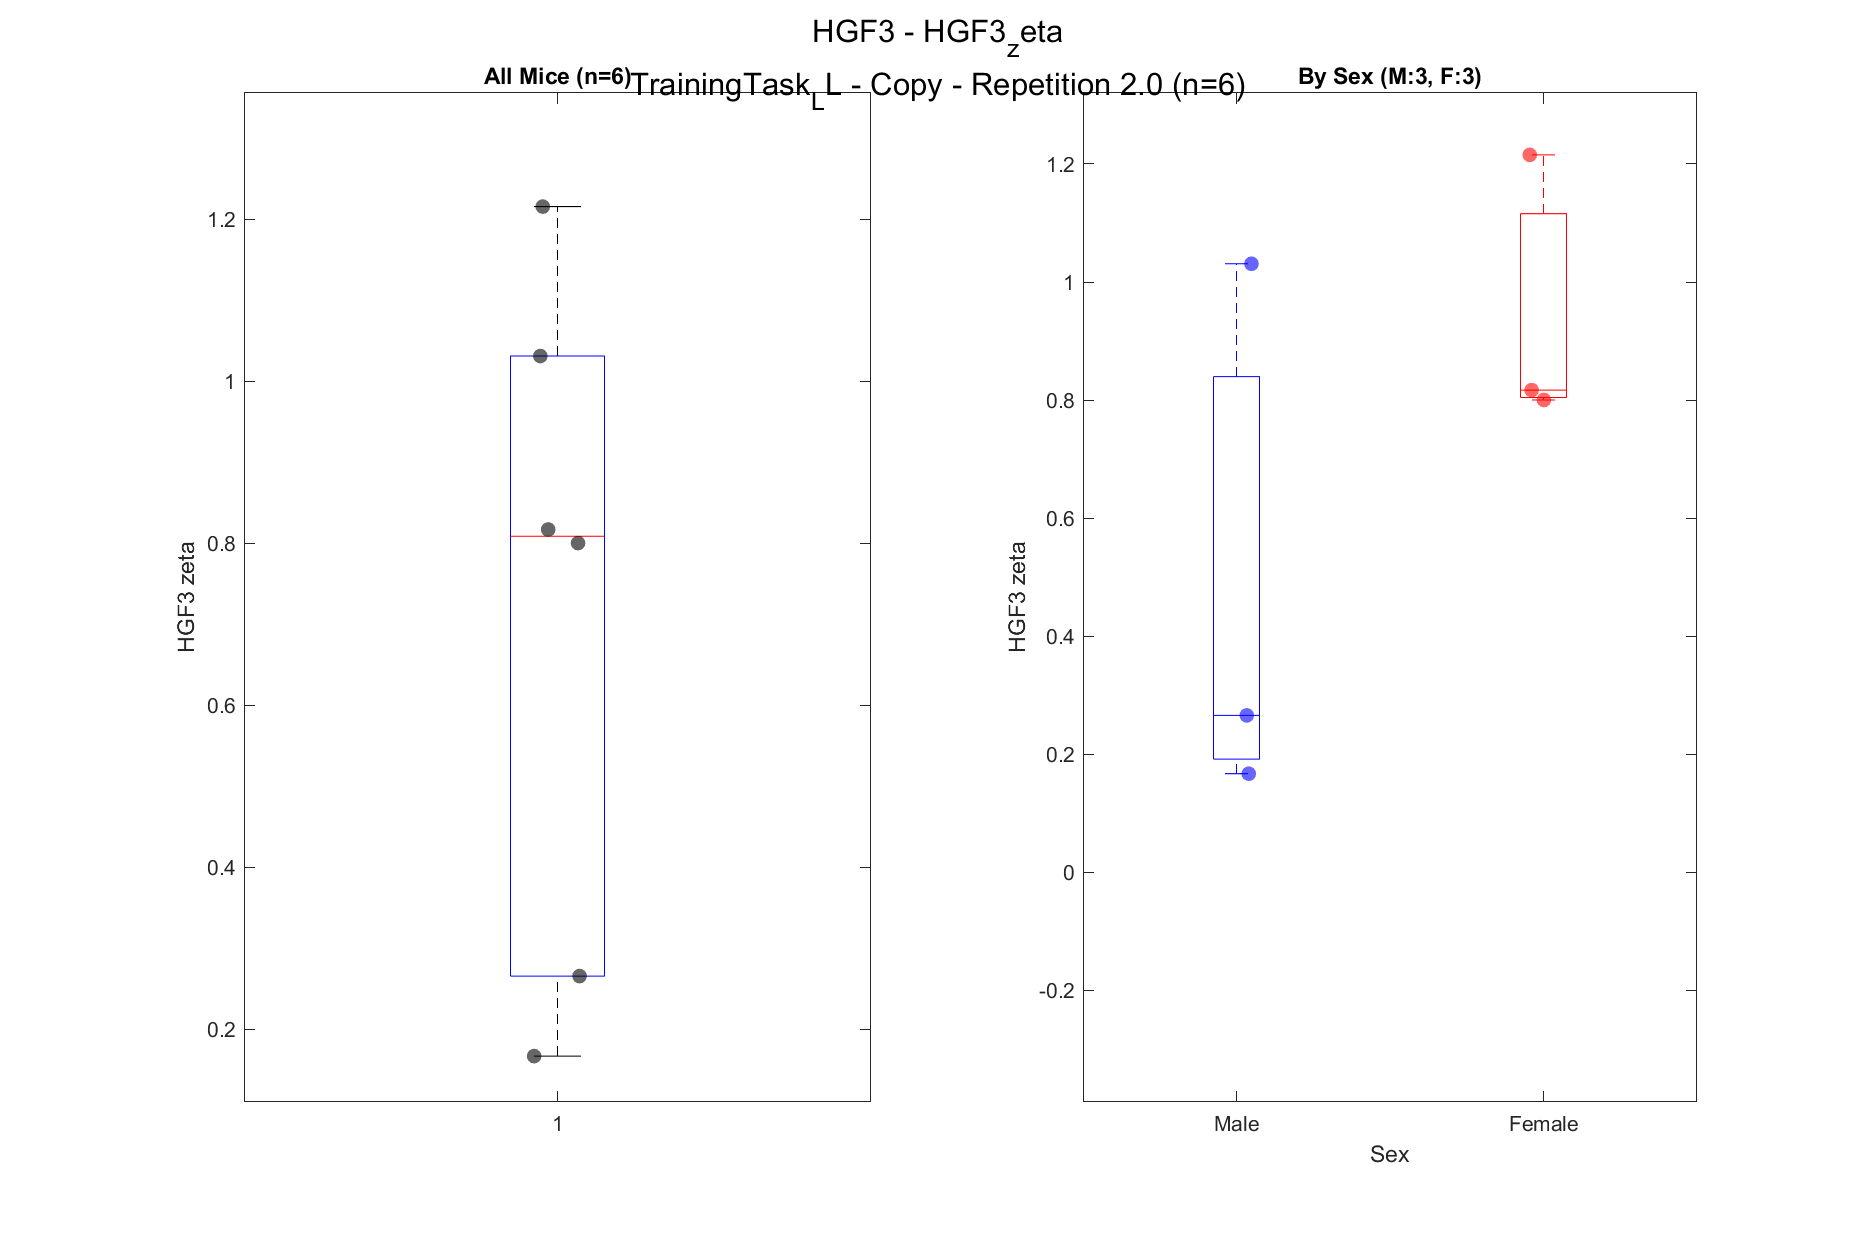 HGF3 - HGF3_zeta
TrainingTask_LL - Copy - Repetition 2.0 (n=6)
All Mice (n=6)
HGF3 zeta
1.2
1
0.8
0.6
0.4
0.2
1
By Sex (M:3, F:3)
HGF3 zeta
1.2
1
0.8
0.6
0.4
0.2
0
-0.2
Male
Female
Sex